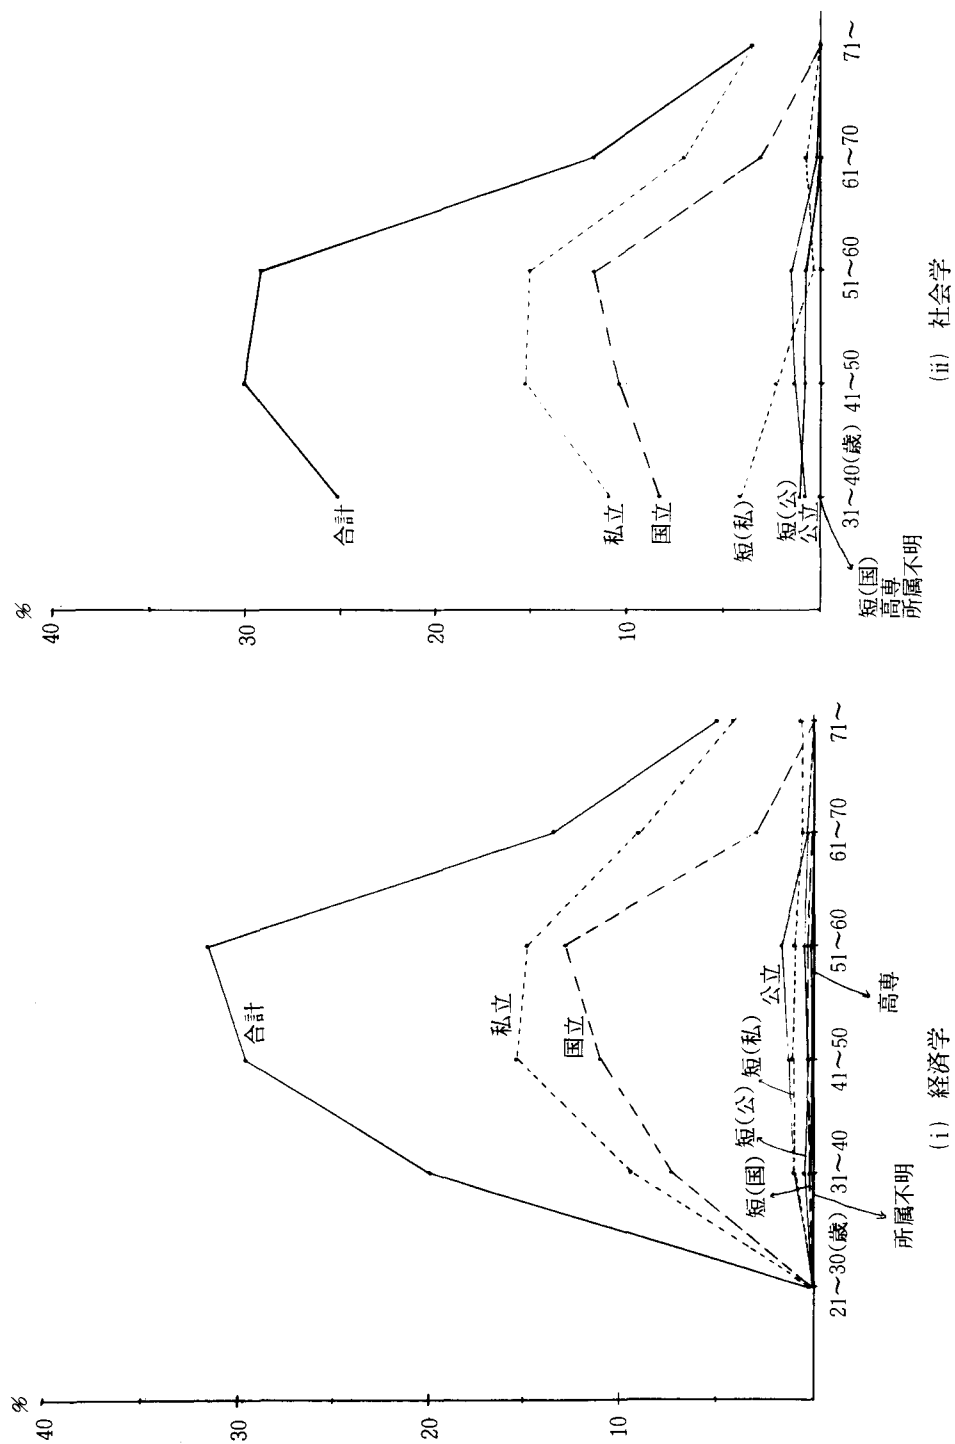 %
40
30
20
10
合計
私立
国立
公立
短(私)
短(公)
短(国)
高専
所属不明
21～30(歳)
31～40
41～50
51～60
61～70
71～
(i) 経済学
%
40
30
20
10
合計
私立
国立
短(私)
短(公)
公立
短(国)
高専
所属不明
31～40(歳)
41～50
51～60
61～70
71～
(ii) 社会学